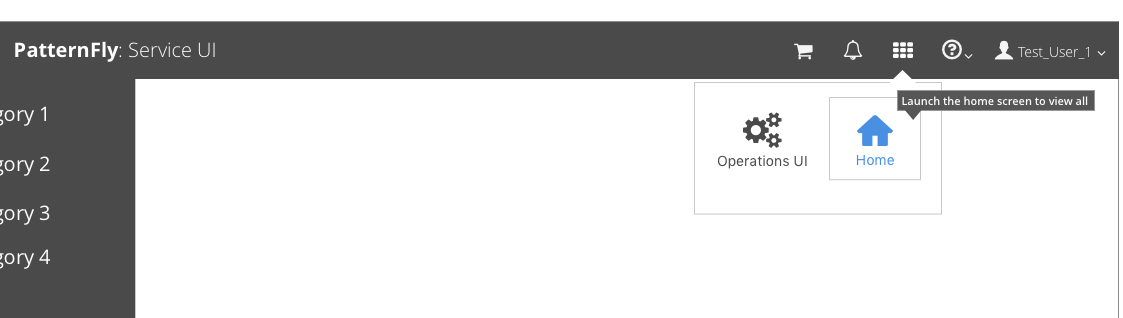 PatternFly: Service UI
Test_User_1
Launch the home screen to view all
Operations UI
Home
gory 1
gory 2
gory 3
gory 4